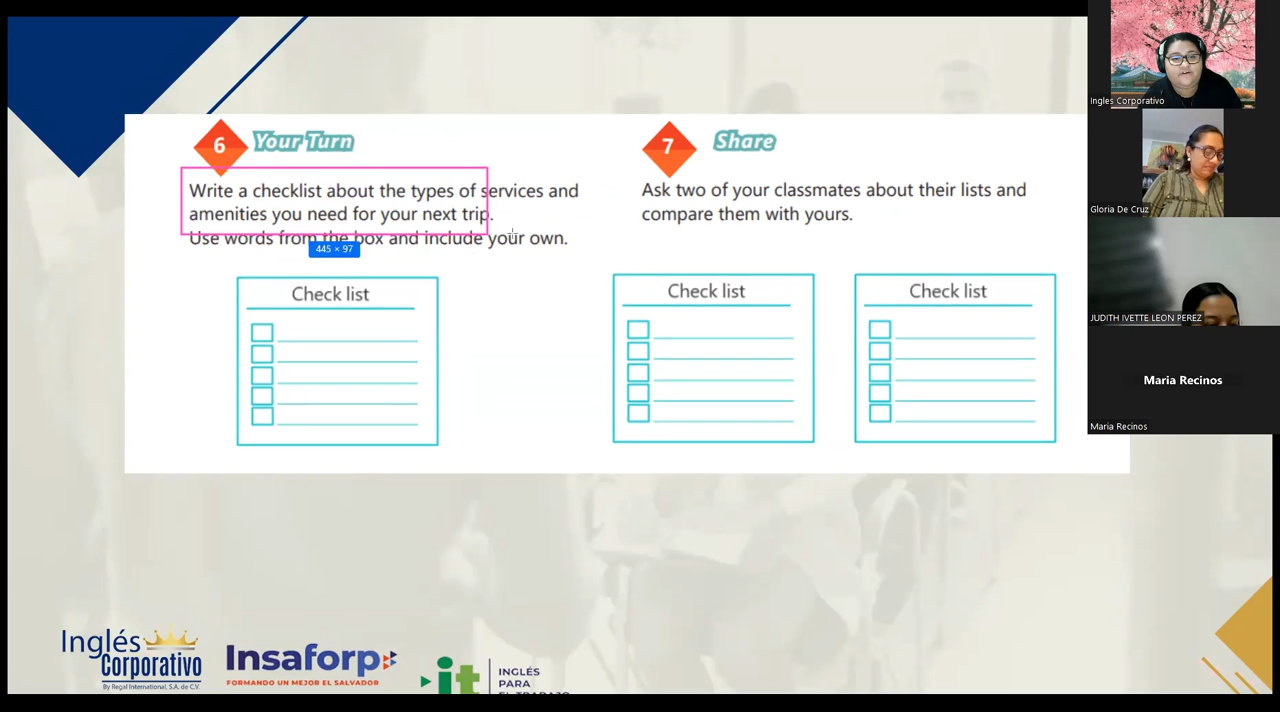 6 Your Turn
Write a checklist about the types of services and
amenities you need for your next trip.
Use words from the box and include your own.
445 × 97
Check list
7 Share
Ask two of your classmates about their lists and
compare them with yours.
Check list
Check list
Inglés Corporativo
Gloria De Cruz
JUDITH IVETTE LEON PEREZ
Maria Recinos
Maria Recinos
Inglés
Corporativo
By Regal International, S.A. de C.V.
Insaforp
FORMANDO UN MEJOR EL SALVADOR
it
INGLÉS
PARA
EL TRABAJO